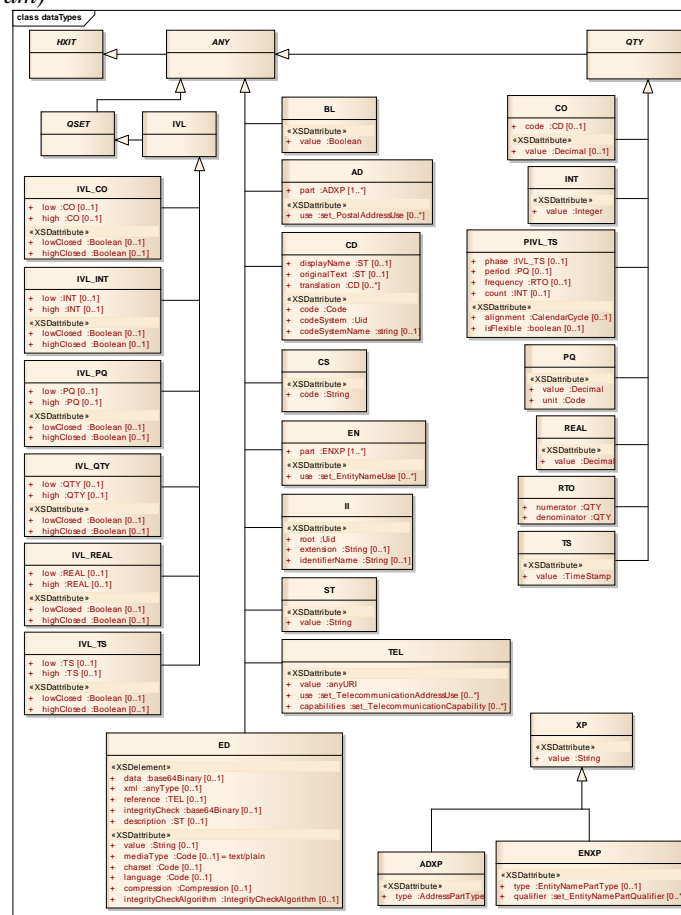 am)
class dataTypes
HXIT
ANY
QTY
QSET
IVL
BL
«XSDattribute»
+ value :Boolean
CO
+ code :CD [0..1]
«XSDattribute»
+ value :Decimal [0..1]
AD
+ part :ADXP [1..*]
«XSDattribute»
+ use :set_PostalAddressUse [0..*]
INT
«XSDattribute»
+ value :Integer
IVL_CO
+ low :CO [0..1]
+ high :CO [0..1]
«XSDattribute»
+ lowClosed :Boolean [0..1]
+ highClosed :Boolean [0..1]
CD
+ displayName :ST [0..1]
+ originalText :ST [0..1]
+ translation :CD [0..*]
«XSDattribute»
+ code :Code
+ codeSystem :Uid
+ codeSystemName :string [0..1]
PIVL_TS
+ phase :IVL_TS [0..1]
+ period :PQ [0..1]
+ frequency :RTO [0..1]
+ count :INT [0..1]
«XSDattribute»
+ alignment :CalendarCycle [0..1]
+ isFlexible :boolean [0..1]
IVL_INT
+ low :INT [0..1]
+ high :INT [0..1]
«XSDattribute»
+ lowClosed :Boolean [0..1]
+ highClosed :Boolean [0..1]
CS
«XSDattribute»
+ code :String
PQ
«XSDattribute»
+ value :Decimal
+ unit :Code
IVL_PQ
+ low :PQ [0..1]
+ high :PQ [0..1]
«XSDattribute»
+ lowClosed :Boolean [0..1]
+ highClosed :Boolean [0..1]
EN
+ part :ENXP [1..*]
«XSDattribute»
+ use :set_EntityNameUse [0..*]
REAL
«XSDattribute»
+ value :Decimal
IVL_QTY
+ low :QTY [0..1]
+ high :QTY [0..1]
«XSDattribute»
+ lowClosed :Boolean [0..1]
+ highClosed :Boolean [0..1]
II
«XSDattribute»
+ root :Uid
+ extension :String [0..1]
+ identifierName :String [0..1]
RTO
+ numerator :QTY
+ denominator :QTY
TS
«XSDattribute»
+ value :TimeStamp
IVL_REAL
+ low :REAL [0..1]
+ high :REAL [0..1]
«XSDattribute»
+ lowClosed :Boolean [0..1]
+ highClosed :Boolean [0..1]
ST
«XSDattribute»
+ value :String
IVL_TS
+ low :TS [0..1]
+ high :TS [0..1]
«XSDattribute»
+ lowClosed :Boolean [0..1]
+ highClosed :Boolean [0..1]
TEL
«XSDattribute»
+ value :anyURI
+ use :set_TelecommunicationAddressUse [0..*]
+ capabilities :set_TelecommunicationCapability [0..*]
ED
«XSDelement»
+ data :base64Binary [0..1]
+ xml :anyType [0..1]
+ reference :TEL [0..1]
+ integrityCheck :base64Binary [0..1]
+ description :ST [0..1]
«XSDattribute»
+ value :String [0..1]
+ mediaType :Code [0..1] = text/plain
+ charset :Code [0..1]
+ language :Code [0..1]
+ compression :Compression [0..1]
+ integrityCheckAlgorithm :IntegrityCheckAlgorithm [0..1]
XP
«XSDattribute»
+ value :String
ADXP
«XSDattribute»
+ type :AddressPartType
ENXP
«XSDattribute»
+ type :EntityNamePartType [0..1]
+ qualifier :set_EntityNamePartQualifier [0..*